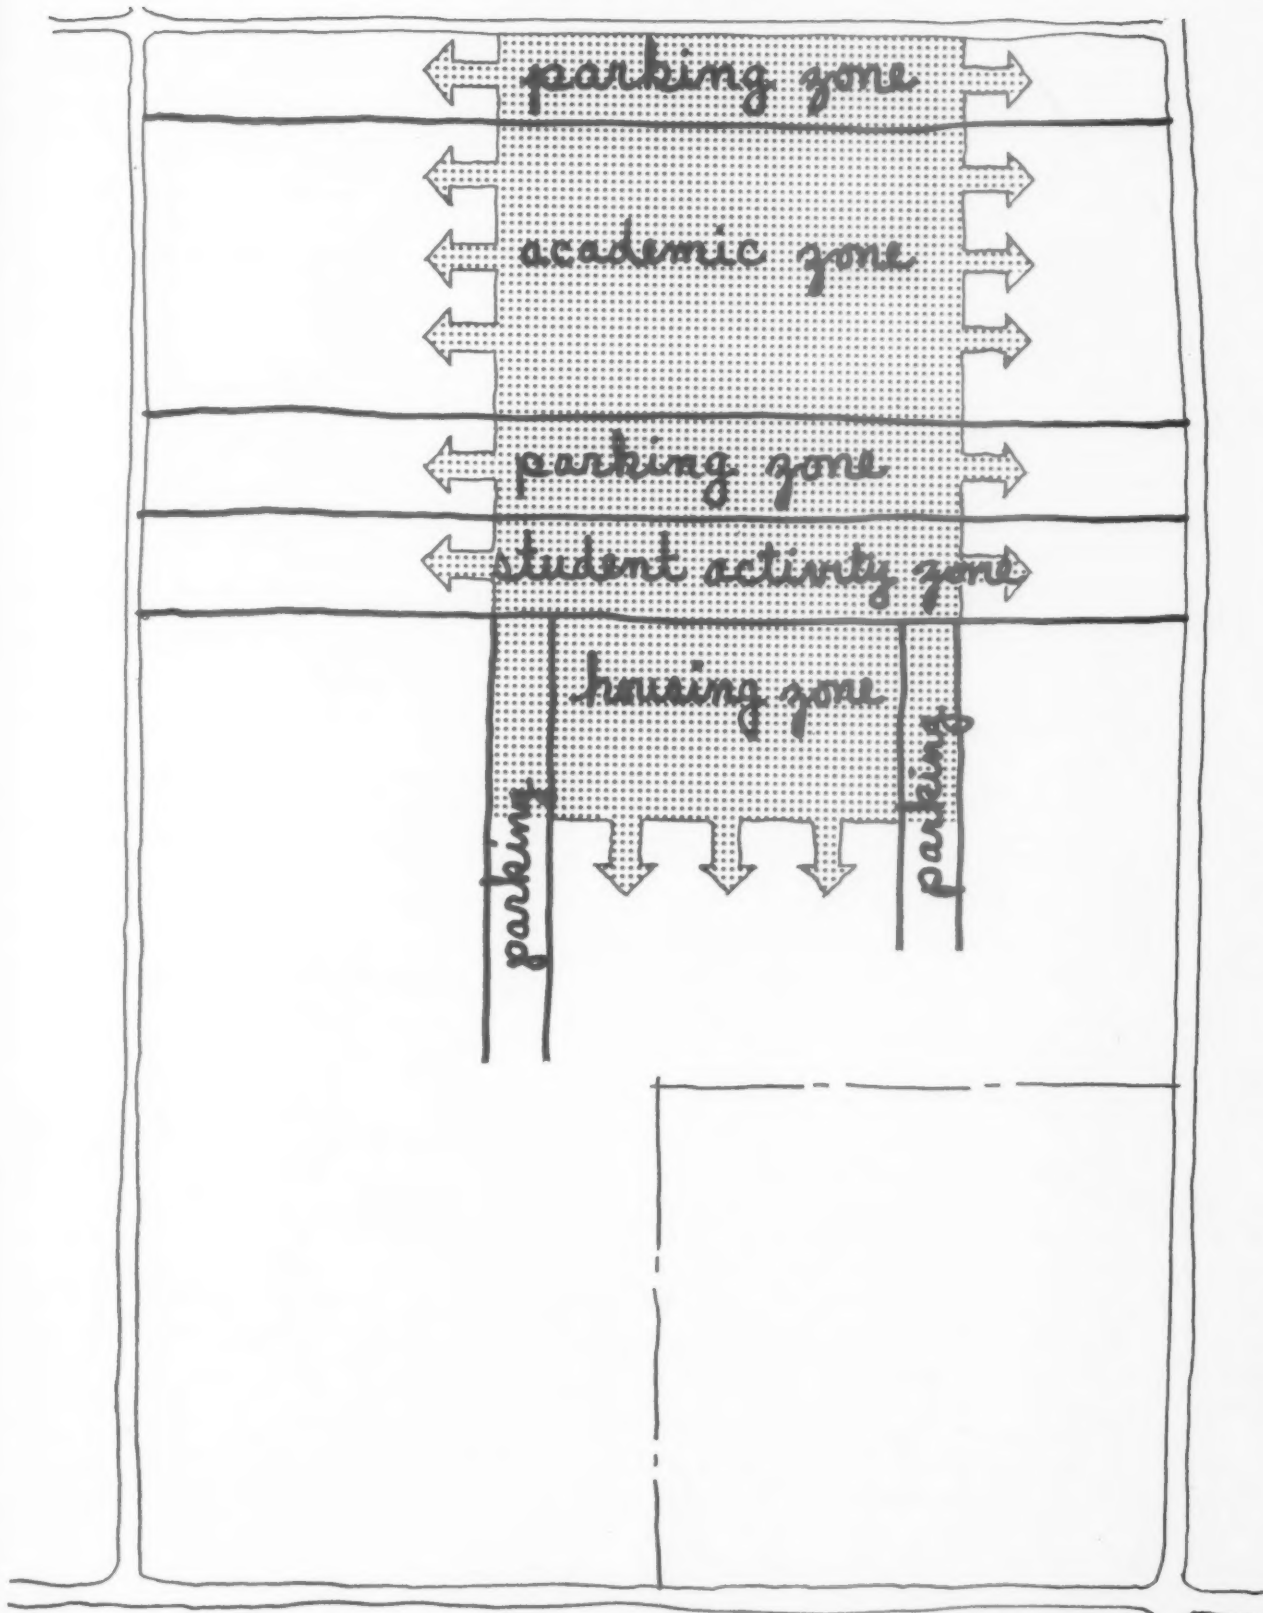 parking zone
academic zone
parking zone
student activity zone
housing zone
parking
parking